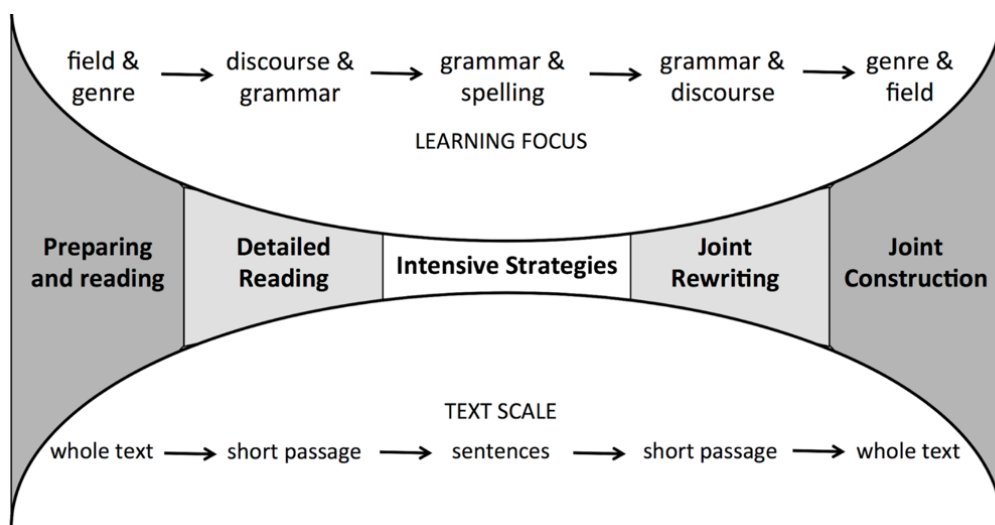 field & genre → discourse & grammar → grammar & spelling → grammar & discourse → genre & field
LEARNING FOCUS
Preparing and reading
Detailed Reading
Intensive Strategies
Joint Rewriting
Joint Construction
TEXT SCALE
whole text → short passage → sentences → short passage → whole text